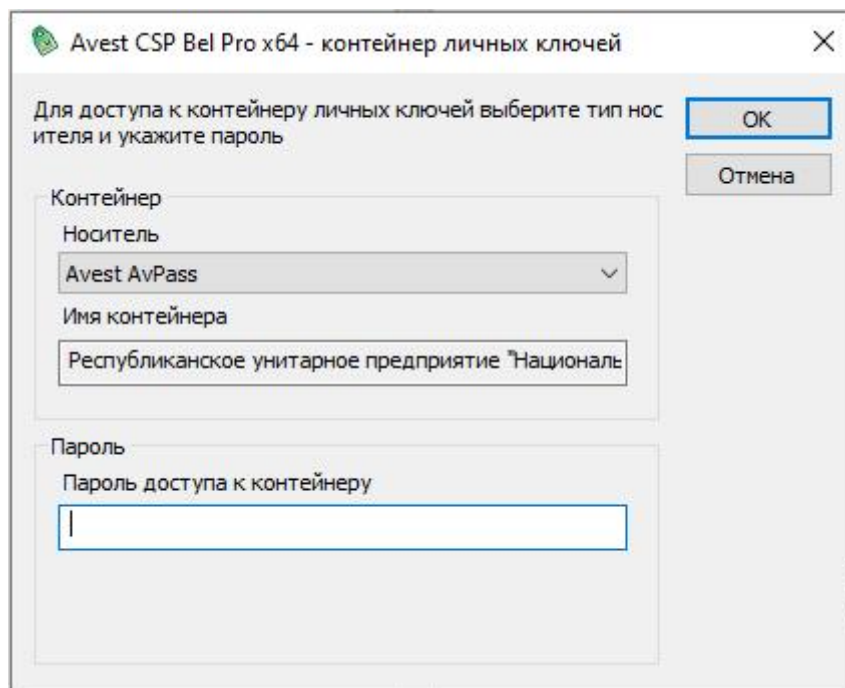 Avest CSP Bel Pro x64 - контейнер личных ключей
Для доступа к контейнеру личных ключей выберите тип нос
ителя и укажите пароль
OK
Отмена
Контейнер
Носитель
Avest AvPass
Имя контейнера
Республиканское унитарное предприятие "Националь
Пароль
Пароль доступа к контейнеру